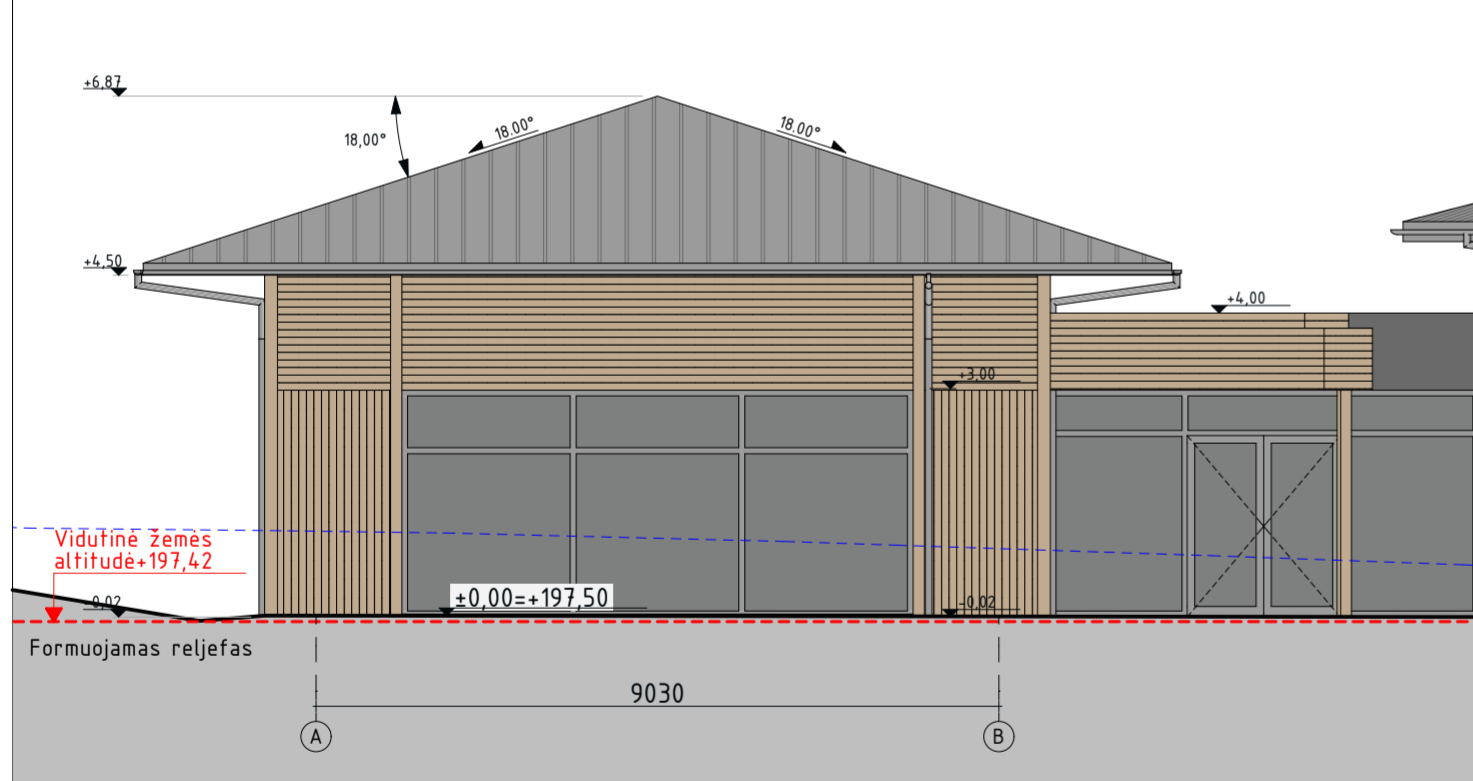 +6,87
18,00°
18.00°
18.00°
+4,50
+4,00
+3,00
Vidutinė žemės
altitudė+197,42
-0,02
±0,00=+197,50
-0,02
Formuojamas reljefas
9030
A
B